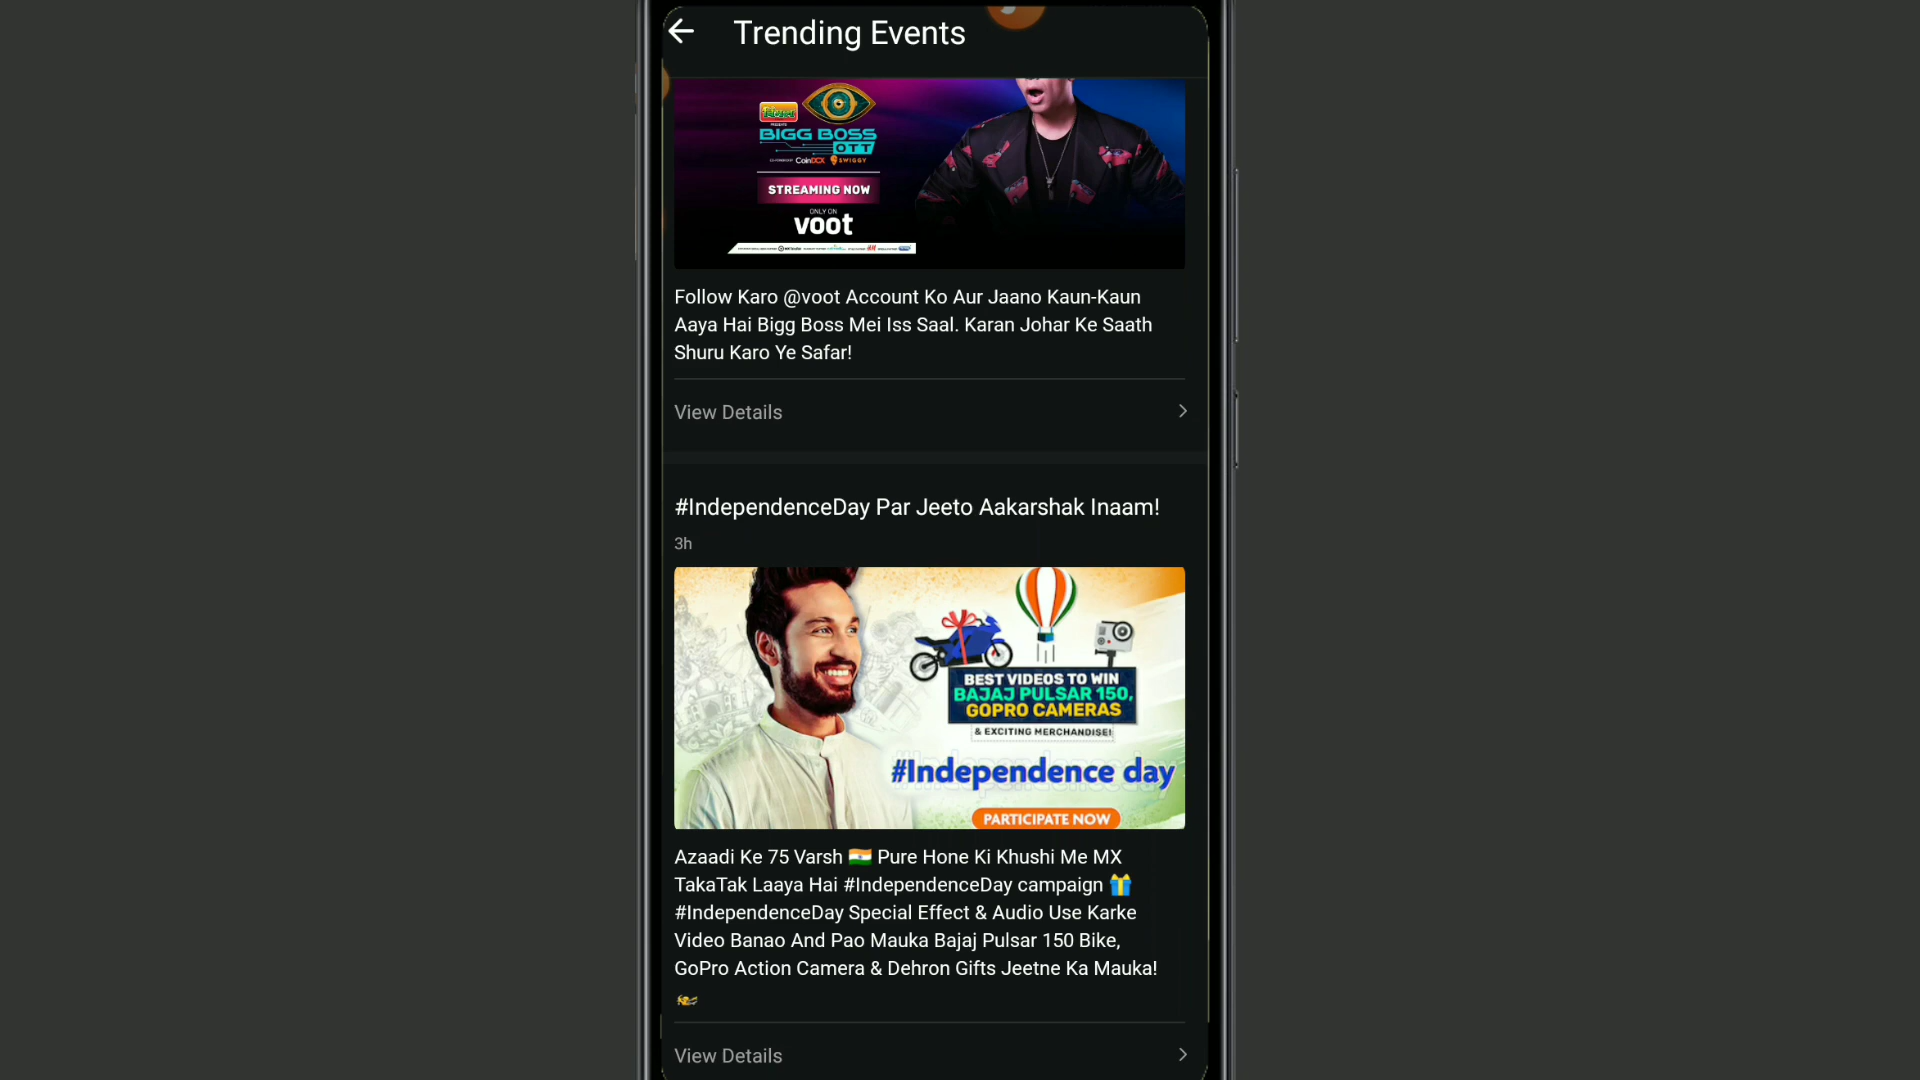 Trending Events
BIGG BOSS
OTT
CoinDCX SWIGGY
STREAMING NOW
ONLY ON
voot
Follow Karo @voot Account Ko Aur Jaano Kaun-Kaun
Aaya Hai Bigg Boss Mei Iss Saal. Karan Johar Ke Saath
Shuru Karo Ye Safar!
View Details
#IndependenceDay Par Jeeto Aakarshak Inaam!
3h
BEST VIDEOS TO WIN
BAJAJ PULSAR 150,
GOPRO CAMERAS
& EXCITING MERCHANDISE!
#Independence day
PARTICIPATE NOW
Azaadi Ke 75 Varsh 🇮🇳 Pure Hone Ki Khushi Me MX
TakaTak Laaya Hai #IndependenceDay campaign 🎁
#IndependenceDay Special Effect & Audio Use Karke
Video Banao And Pao Mauka Bajaj Pulsar 150 Bike,
GoPro Action Camera & Dehron Gifts Jeetne Ka Mauka!
View Details